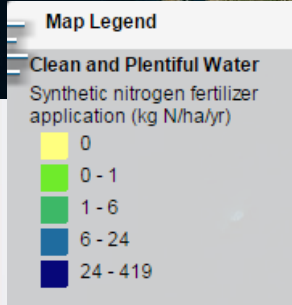 Map Legend
Clean and Plentiful Water
Synthetic nitrogen fertilizer
application (kg N/ha/yr)
0
0 - 1
1 - 6
6 - 24
24 - 419